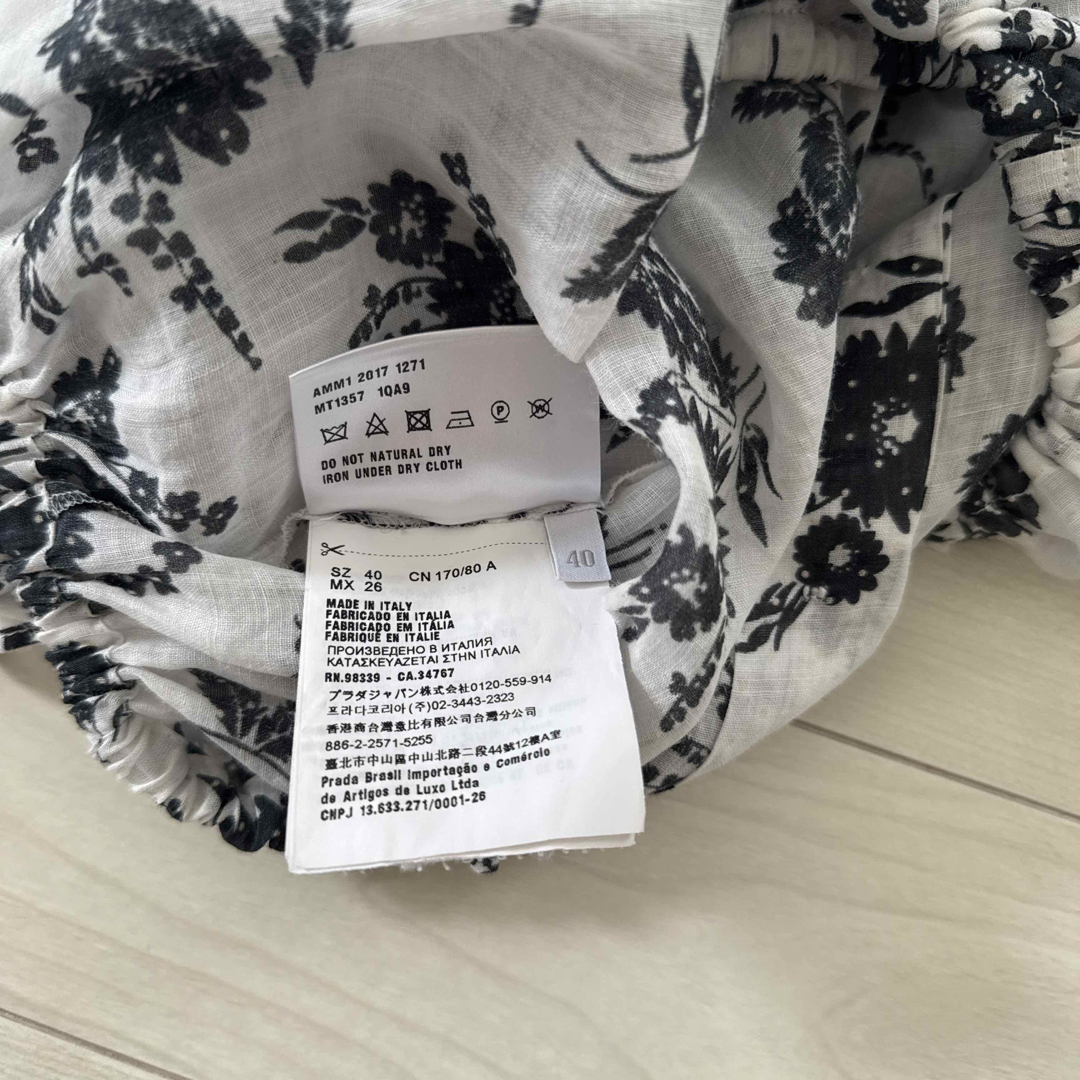 AMM1 2017 1271
MT1357 1QA9
P
W
DO NOT NATURAL DRY
IRON UNDER DRY CLOTH
40
SZ 40 CN 170/80 A
MX 26
MADE IN ITALY
FABRICADO EN ITALIA
FABRICADO EM ITÁLIA
FABRIQUÉ EN ITALIE
ПРОИЗВЕДЕНО В ИТАЛИЯ
ΚΑΤΑΣΚΕΥΑΖΕΤΑΙ ΣΤΗΝ ΙΤΑΛΙΑ
RN.98339 - CA.34767
プラダジャパン株式会社0120-559-914
프라다코리아(주)02-3443-2323
香港商台灣薏比有限公司台灣分公司
886-2-2571-5255
臺北市中山區中山北路二段44號12樓A室
Prada Brasil Importação e Comércio
de Artigos de Luxo Ltda
CNPJ 13.633.271/0001-26